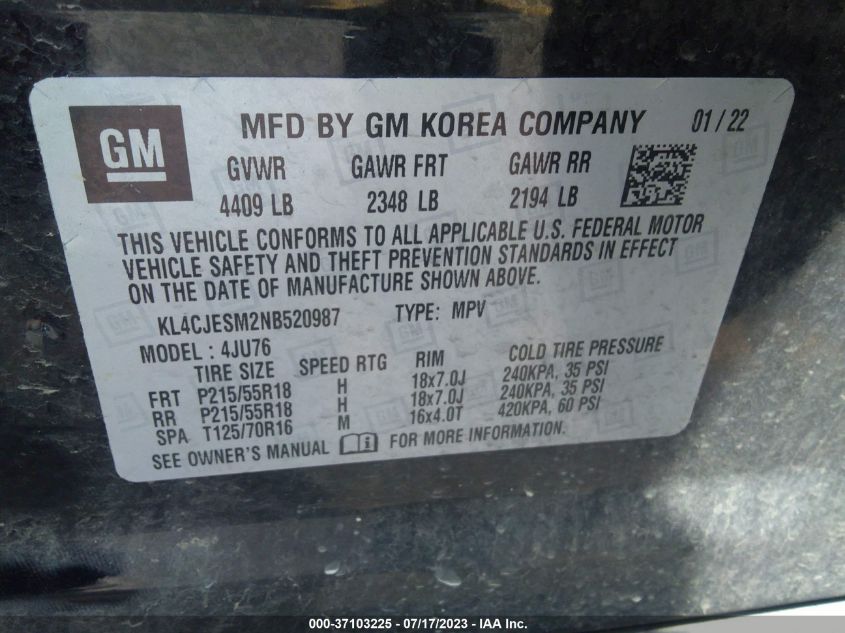 GM
MFD BY GM KOREA COMPANY 01 / 22
GVWR GAWR FRT GAWR RR
4409 LB 2348 LB 2194 LB
THIS VEHICLE CONFORMS TO ALL APPLICABLE U.S. FEDERAL MOTOR
VEHICLE SAFETY AND THEFT PREVENTION STANDARDS IN EFFECT
ON THE DATE OF MANUFACTURE SHOWN ABOVE.
KL4CJESM2NB520987 TYPE: MPV
MODEL : 4JU76
TIRE SIZE SPEED RTG RIM COLD TIRE PRESSURE
FRT P215/55R18 H 18x7.0J 240KPA, 35 PSI
RR P215/55R18 H 18x7.0J 240KPA, 35 PSI
SPA T125/70R16 M 16x4.0T 420KPA, 60 PSI
SEE OWNER'S MANUAL FOR MORE INFORMATION.
000-37103225 - 07/17/2023 - IAA Inc.